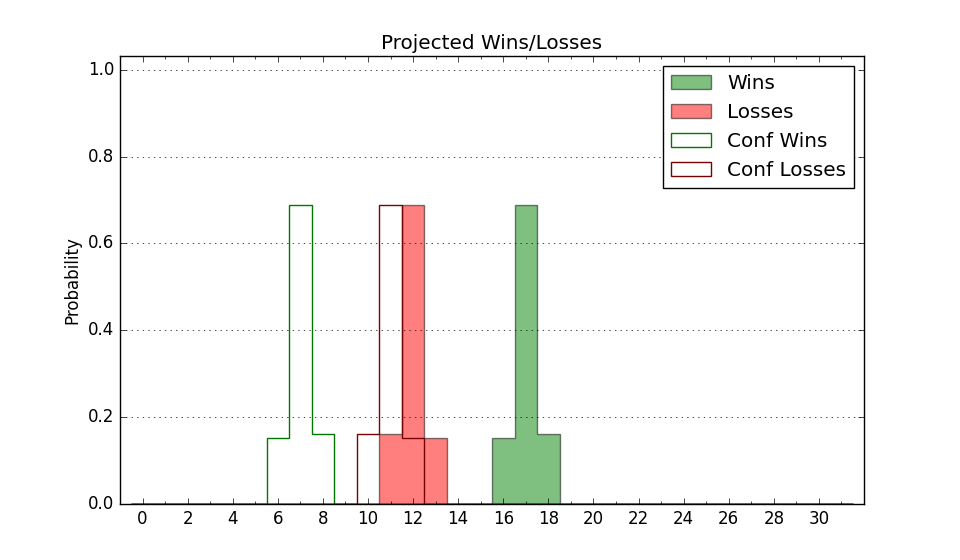 Projected Wins/Losses
1.0
0.8
0.6
0.4
0.2
0.0
Probability
Wins
Losses
Conf Wins
Conf Losses
0 2 4 6 8 10 12 14 16 18 20 22 24 26 28 30